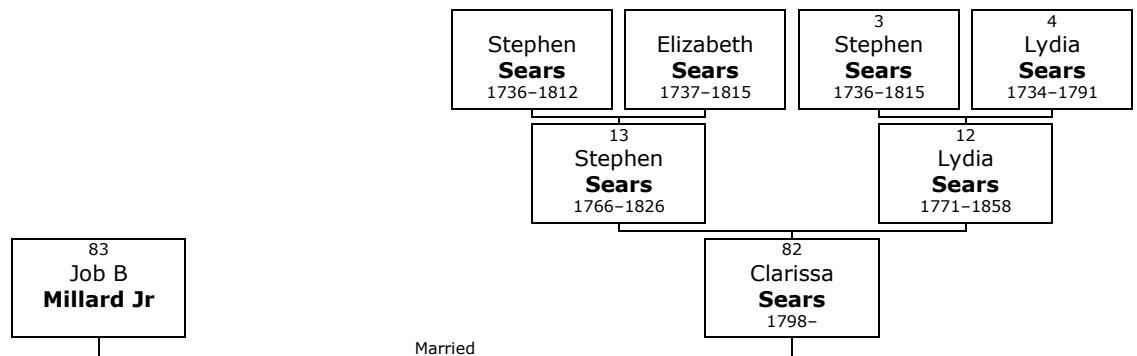 Stephen
Sears
1736–1812
Elizabeth
Sears
1737–1815
3
Stephen
Sears
1736–1815
4
Lydia
Sears
1734–1791
13
Stephen
Sears
1766–1826
12
Lydia
Sears
1771–1858
83
Job B
Millard Jr
82
Clarissa
Sears
1798–
Married